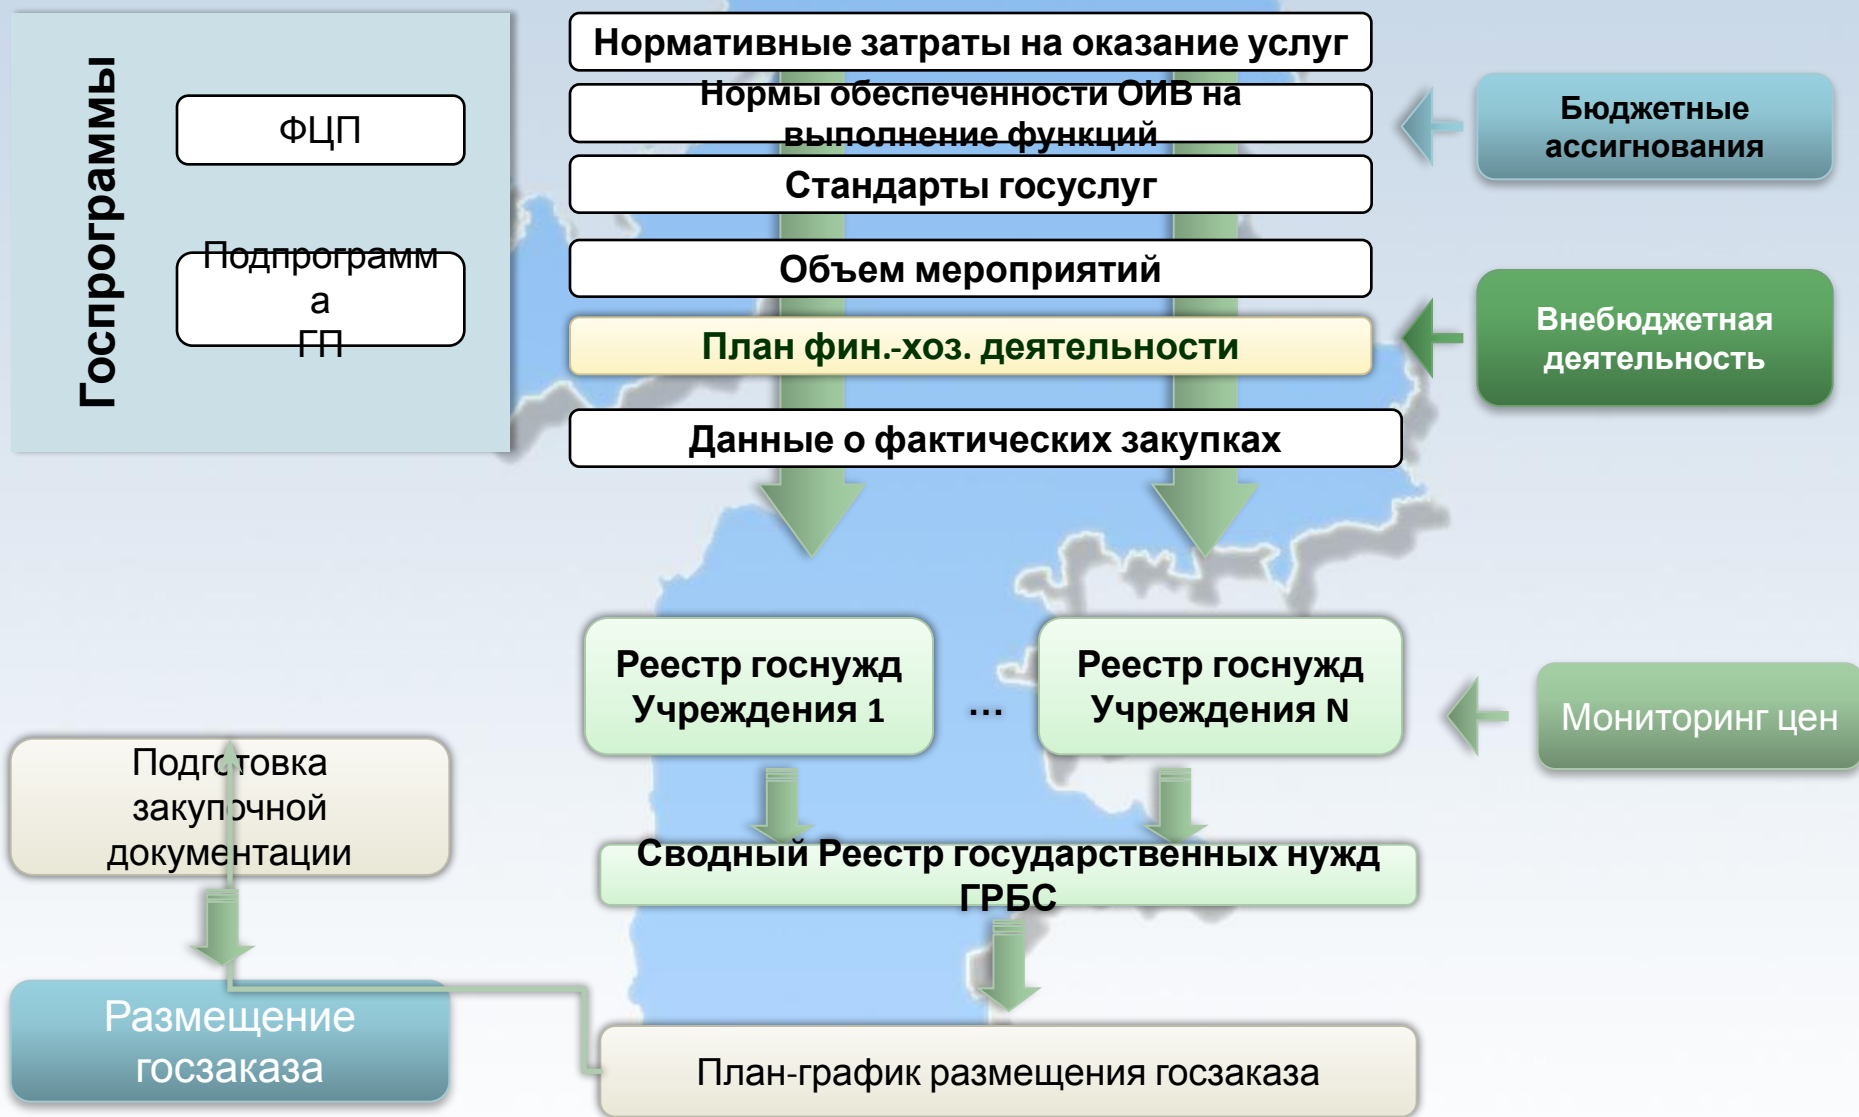 Госпрограммы
ФЦП
Подпрограмм
а
ГП
Нормативные затраты на оказание услуг
Нормы обеспеченности ОИВ на
выполнение функций
Стандарты госуслуг
Объем мероприятий
План фин.-хоз. деятельности
Данные о фактических закупках
Бюджетные
ассигнования
Внебюджетная
деятельность
Реестр госнужд
Учреждения 1
...
Реестр госнужд
Учреждения N
Мониторинг цен
Подготовка
закупочной
документации
Сводный Реестр государственных нужд
ГРБС
Размещение
госзаказа
План-график размещения госзаказа